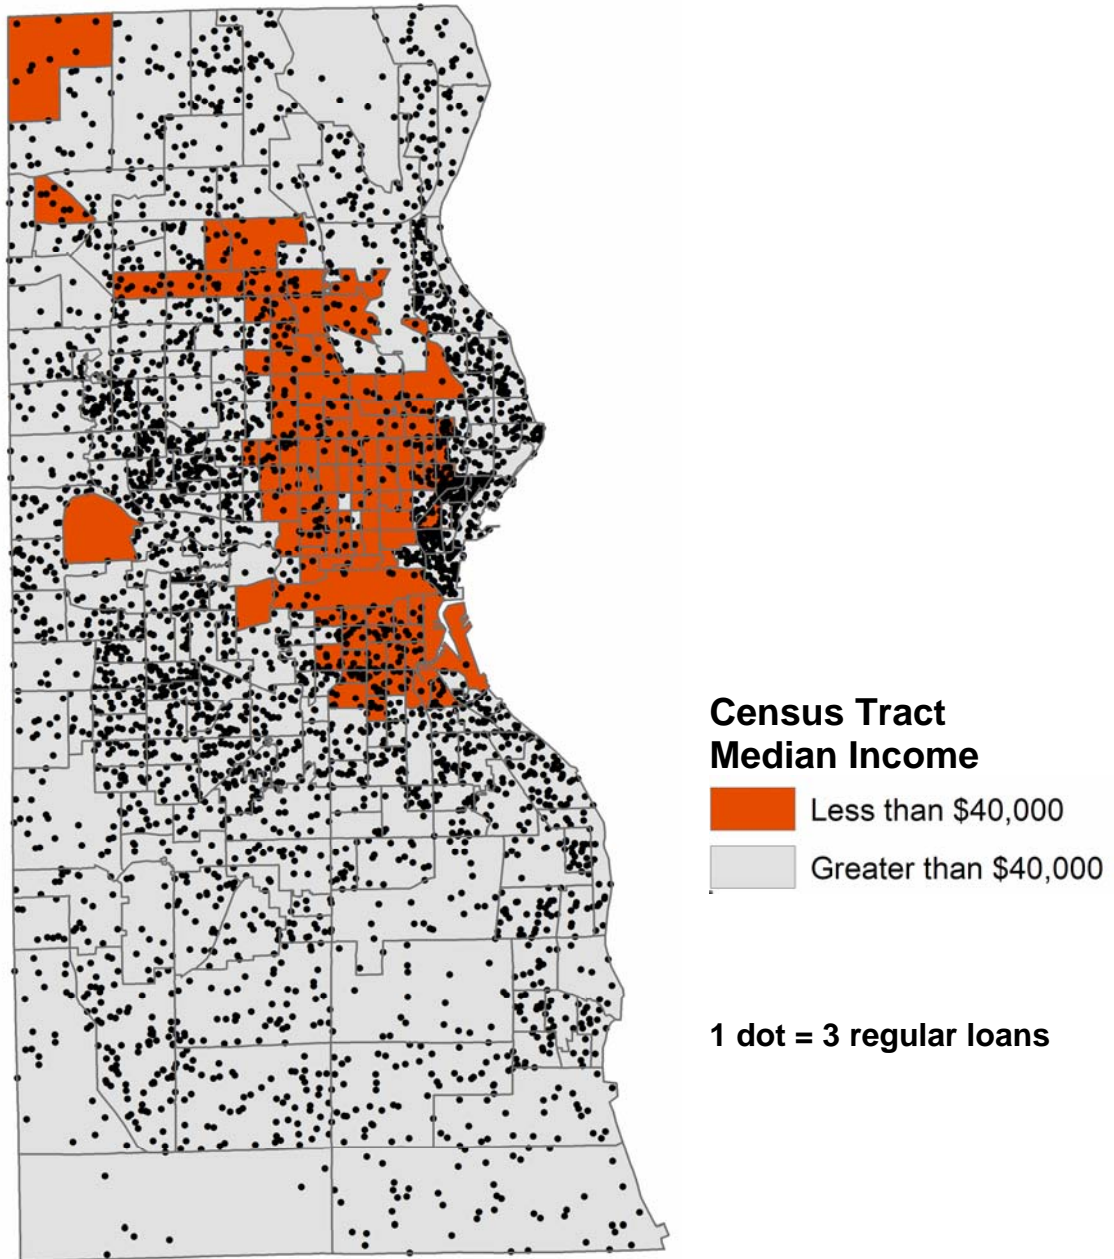 Census Tract
Median Income
Less than $40,000
Greater than $40,000
1 dot = 3 regular loans